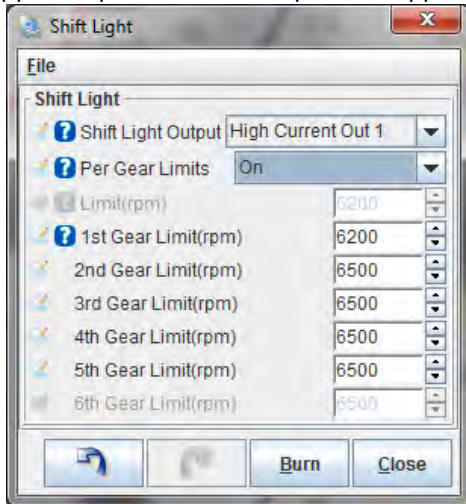 Shift Light
File
Shift Light
? Shift Light Output High Current Out 1
? Per Gear Limits On
? Limit(rpm) 6200
? 1st Gear Limit(rpm) 6200
2nd Gear Limit(rpm) 6500
3rd Gear Limit(rpm) 6500
4th Gear Limit(rpm) 6500
5th Gear Limit(rpm) 6500
6th Gear Limit(rpm) 6500
Burn Close